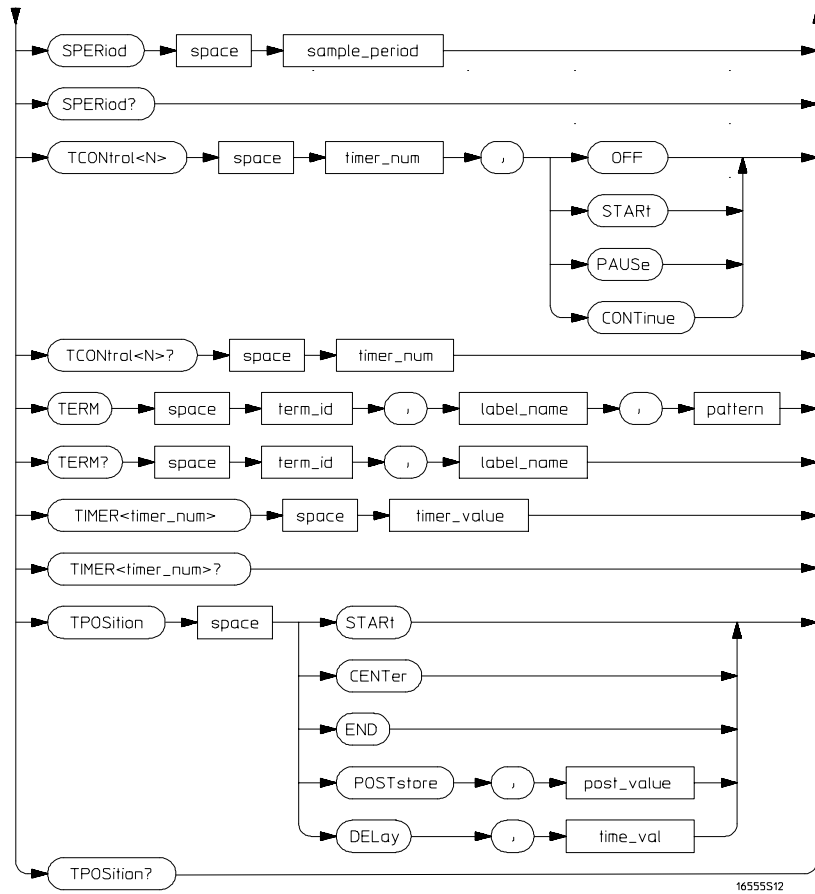 SPERiod space sample_period
SPERiod?
TCONtrol<N> space timer_num , OFF
STARt
PAUSe
CONTinue
TCONtrol<N>? space timer_num
TERM space term_id , label_name , pattern
TERM? space term_id , label_name
TIMER<timer_num> space timer_value
TIMER<timer_num>?
TPOSition space STARt
CENTer
END
POSTstore , post_value
DELay , time_val
TPOSition?
16555S12